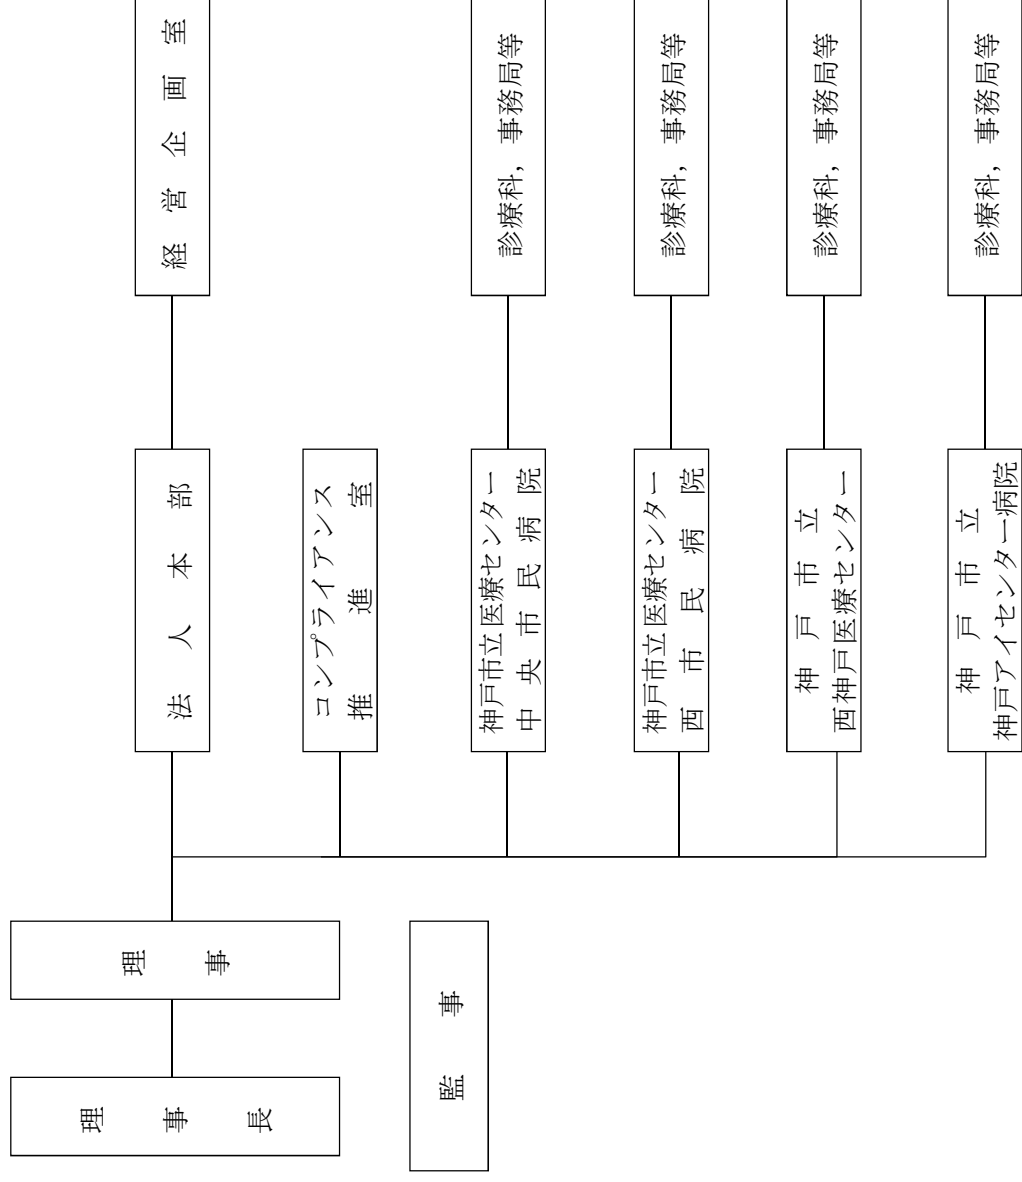 理事長
理事
監事
法人本部
経営企画室
コンプライアンス
推進室
神戸市立医療センター
中央市民病院
診療科，事務局等
神戸市立医療センター
西市民病院
診療科，事務局等
神戸市立
西神戸医療センター
診療科，事務局等
神戸市立
神戸アイセンター病院
診療科，事務局等